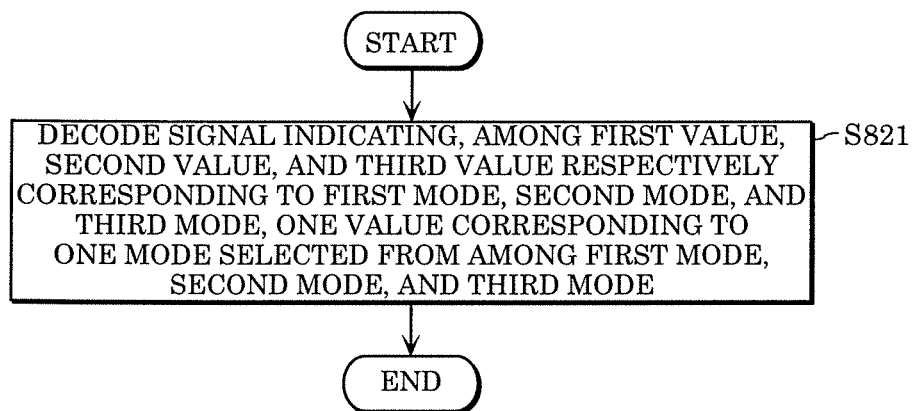 START
DECODE SIGNAL INDICATING, AMONG FIRST VALUE,
SECOND VALUE, AND THIRD VALUE RESPECTIVELY
CORRESPONDING TO FIRST MODE, SECOND MODE, AND
THIRD MODE, ONE VALUE CORRESPONDING TO
ONE MODE SELECTED FROM AMONG FIRST MODE,
SECOND MODE, AND THIRD MODE
S821
END